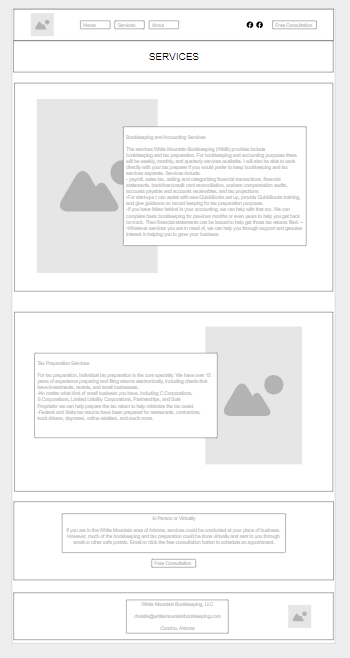 Home
Services
About
Free Consultation
SERVICES
Bookkeeping and Accounting Services
The services White Mountain Bookkeeping (WMB) provides include
bookkeeping and tax preparation. For bookkeeping and accounting purposes there
will be weekly, monthly, and quarterly services available. I will also be able to work
directly with your tax preparer if you would prefer to keep bookkeeping and tax
services separate. Services include:
- payroll, sales tax, editing and categorizing financial transactions, financial
statements, bank/loan/credit card reconciliation, workers compensation audits,
accounts payable and accounts receivables, and tax projections.
-For start-ups I can assist with new QuickBooks set up, provide QuickBooks training,
and give guidance on record keeping for tax preparation purposes.
-If you have fallen behind in your accounting, we can help with that too. We can
complete basic bookkeeping for previous months or even years to help you get back
on track. Then financial statements can be issued to help get those tax returns filed. --
-Whatever services you are in need of, we can help you through support and genuine
interest in helping you to grow your business.
Tax Preparation Services
For tax preparation, individual tax preparation is the core specialty. We have over 15
years of experience preparing and filing returns electronically, including clients that
have investments, rentals, and small businesses.
-No matter what kind of small business you have, including C Corporations,
S Corporations, Limited Liability Corporations, Partnerships, and Sole
Proprietor we can help prepare the tax return to help minimize the tax owed.
-Federal and State tax returns have been prepared for restaurants, contractors,
truck drivers, daycares, online retailers, and much more.
In Person or Virtually
If you are in the White Mountain area of Arizona, services could be conducted at your place of business.
However, much of the bookkeeping and tax preparation could be done virtually and sent to you through
email or other safe portals. Email or click the free consultation button to schedule an appointment.
Free Consultation
White Mountain Bookkeeping, LLC
Concho, Arizona